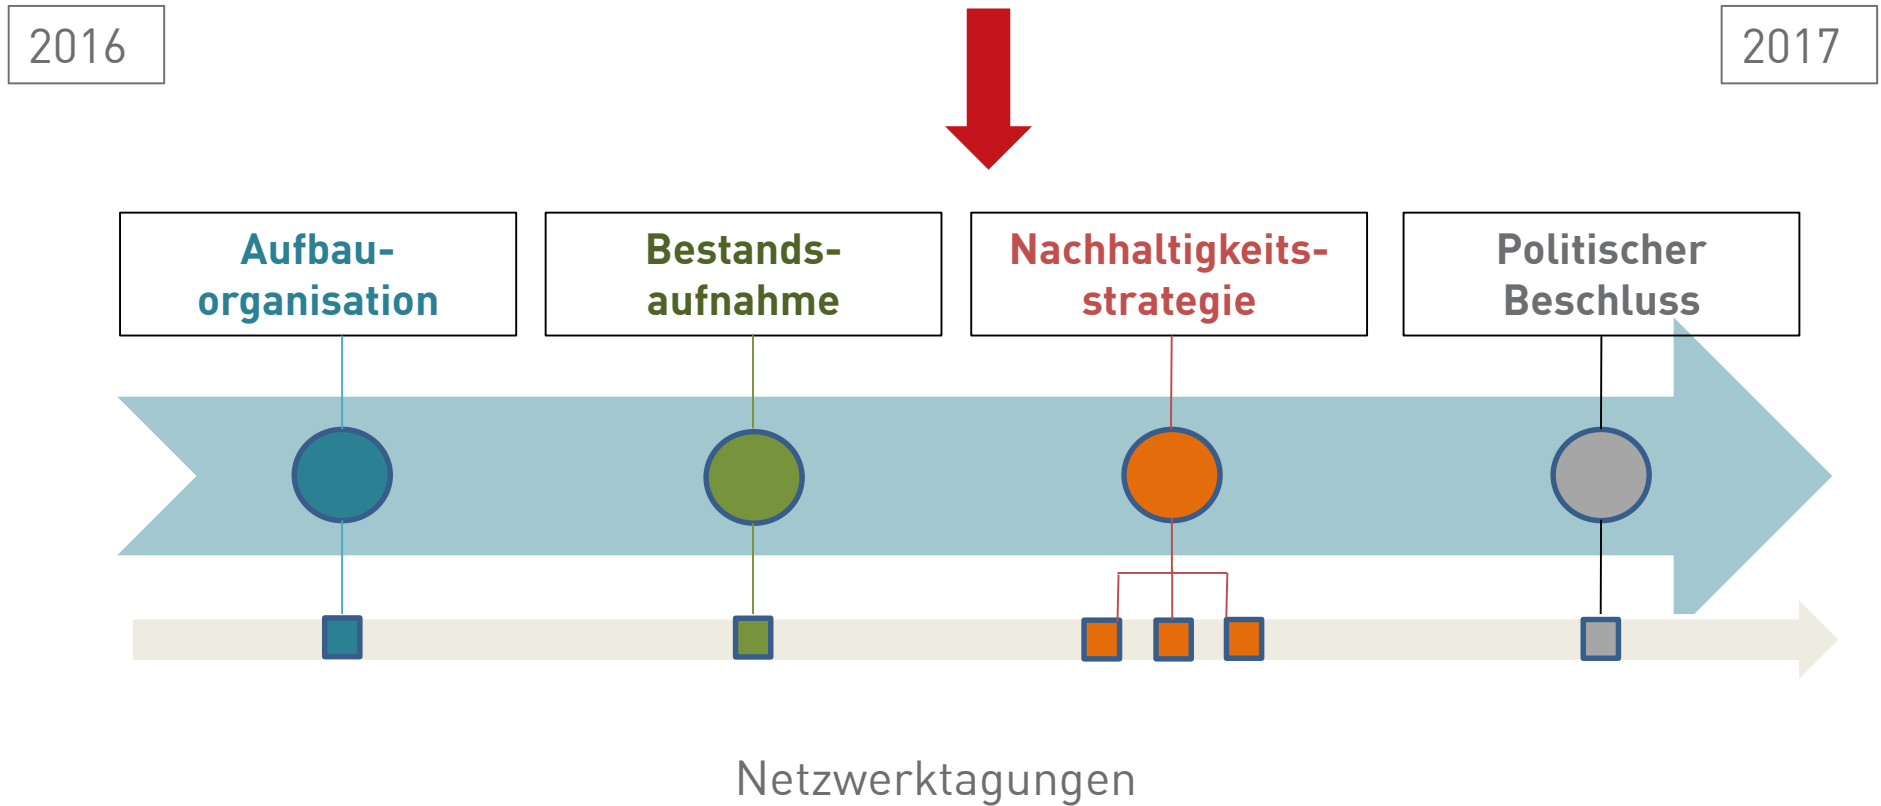 2016
2017
Aufbau-
organisation
Bestands-
aufnahme
Nachhaltigkeits-
strategie
Politischer
Beschluss
Netzwerktagungen